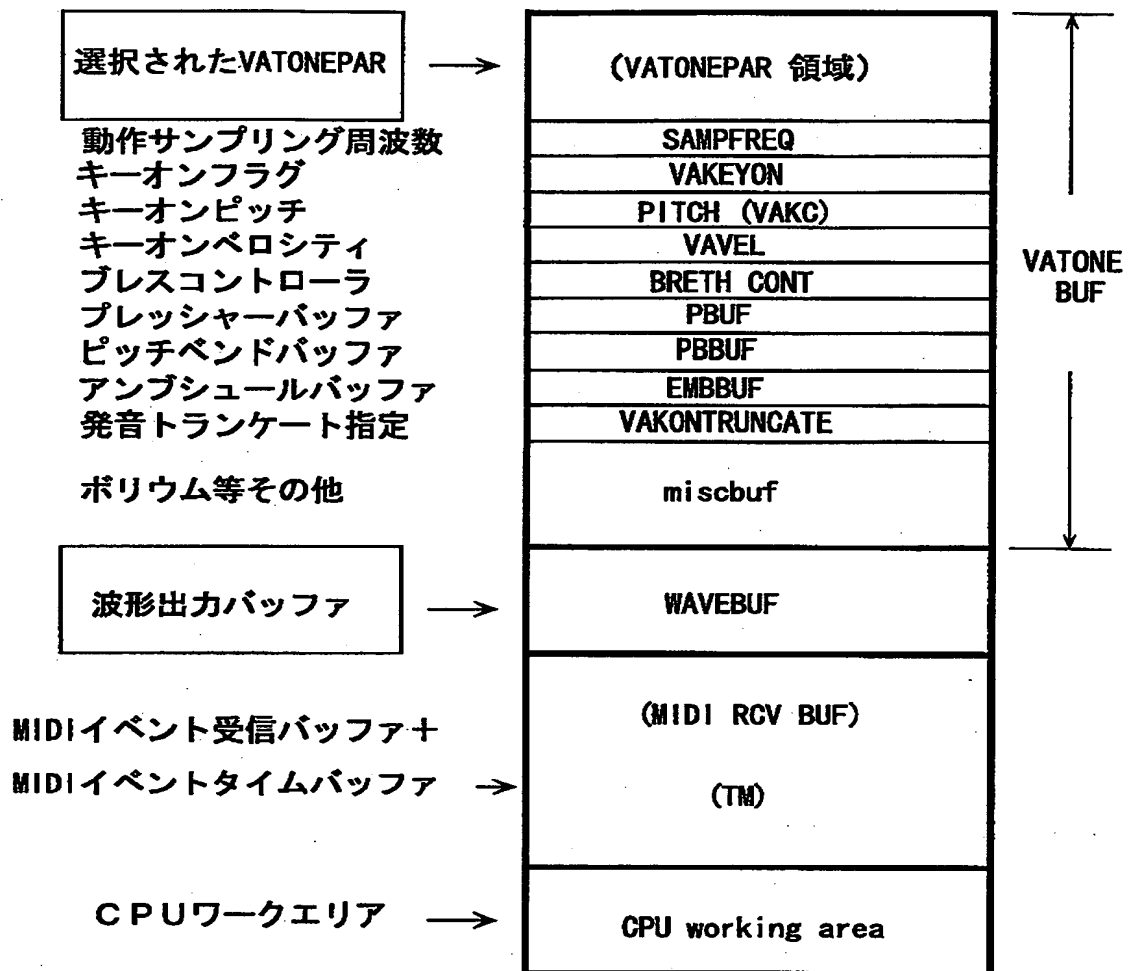 選択されたVATONEPAR
(VATONEPAR 領域)
動作サンプリング周波数
SAMPFREQ
キーオンフラグ
VAKEYON
キーオンピッチ
PITCH (VAKC)
キーオンベロシティ
VAVEL
ブレスコントローラ
BRETH CONT
プレッシャーバッファ
PBUF
ピッチベンドバッファ
PBBUF
アンブシュールバッファ
EMBBUF
発音トランケート指定
VAKONTRUNCATE
ボリウム等その他
miscbuf
VATONE
BUF
波形出力バッファ
WAVEBUF
MIDIイベント受信バッファ+
(MIDI RCV BUF)
MIDIイベントタイムバッファ
(TM)
CPUワークエリア
CPU working area